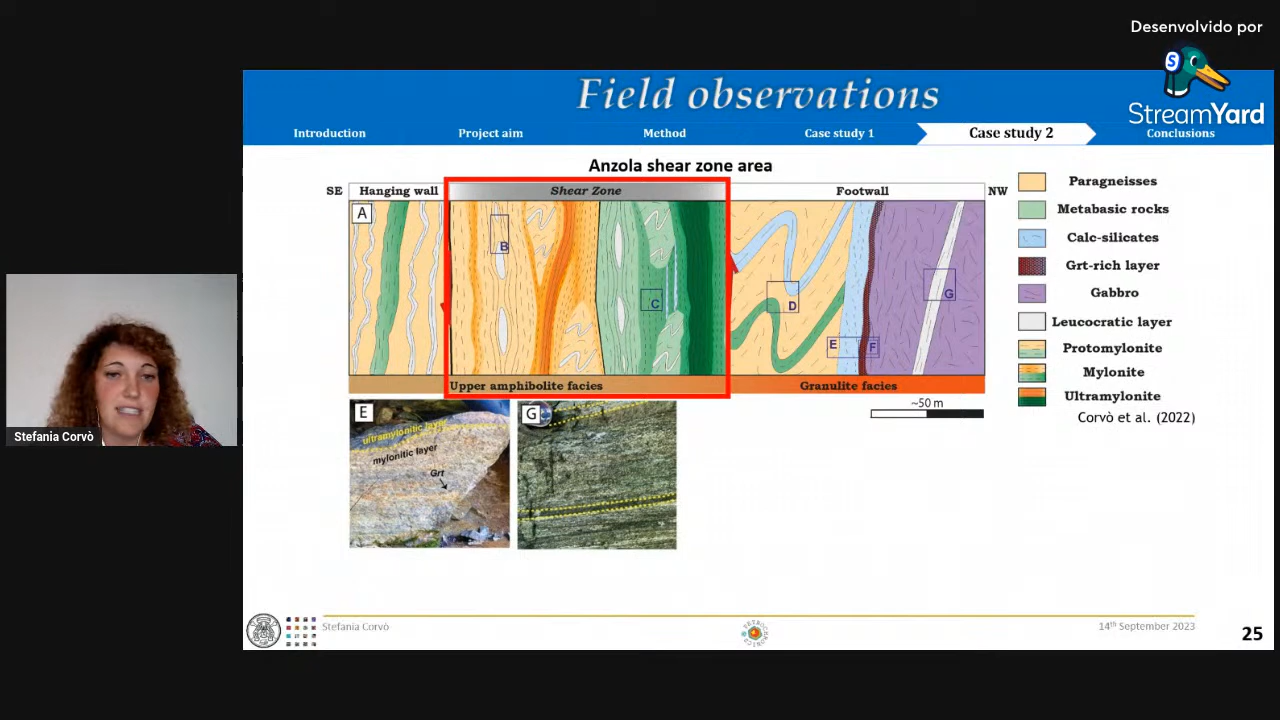 Desenvolvido por
StreamYard
Field observations
Introduction
Project aim
Method
Case study 1
Case study 2
Conclusions
Anzola shear zone area
SE
Hanging wall
Shear Zone
Footwall
NW
A
B
C
D
E
F
G
Upper amphibolite facies
Granulite facies
~50 m
Paragneisses
Metabasic rocks
Calc-silicates
Grt-rich layer
Gabbro
Leucocratic layer
Protomylonite
Mylonite
Ultramylonite
Corvò et al. (2022)
E
ultramylonitic layer
mylonitic layer
Grt
G
Stefania Corvò
Stefania Corvò
14th September 2023
25